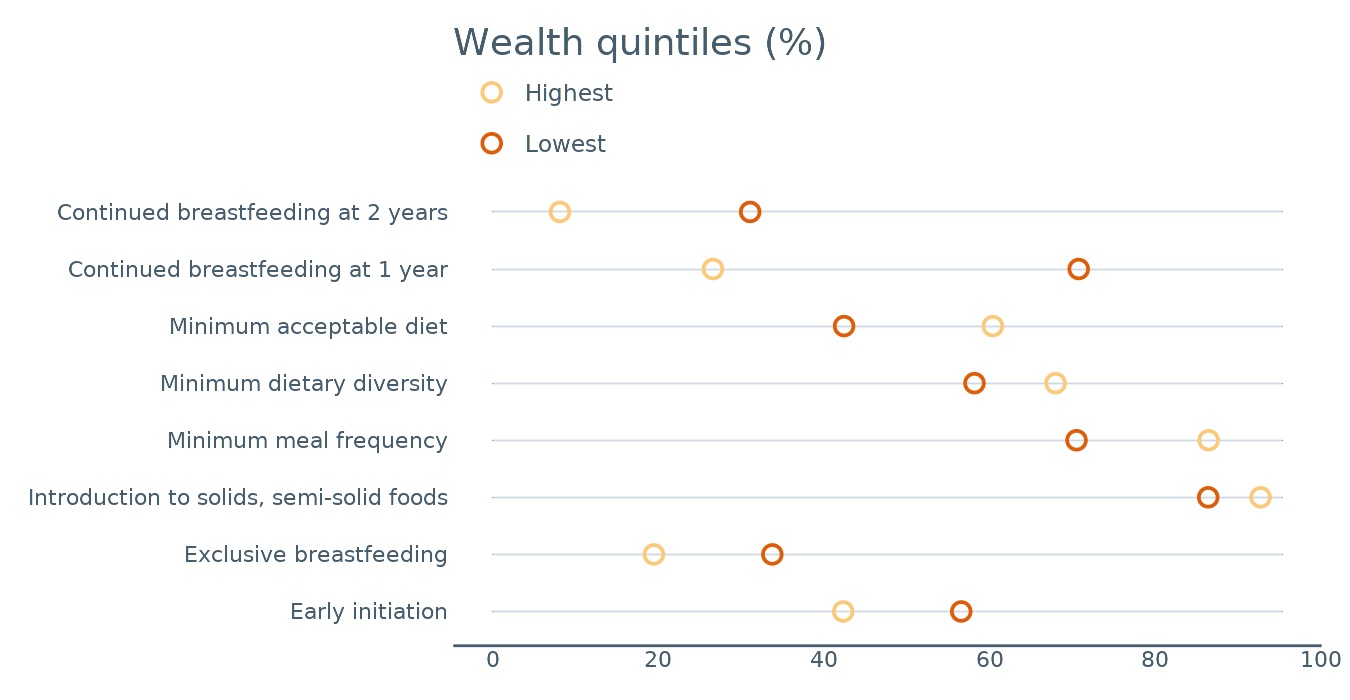 Wealth quintiles (%)
Highest
Lowest
Continued breastfeeding at 2 years
Continued breastfeeding at 1 year
Minimum acceptable diet
Minimum dietary diversity
Minimum meal frequency
Introduction to solids, semi-solid foods
Exclusive breastfeeding
Early initiation
0 20 40 60 80 100